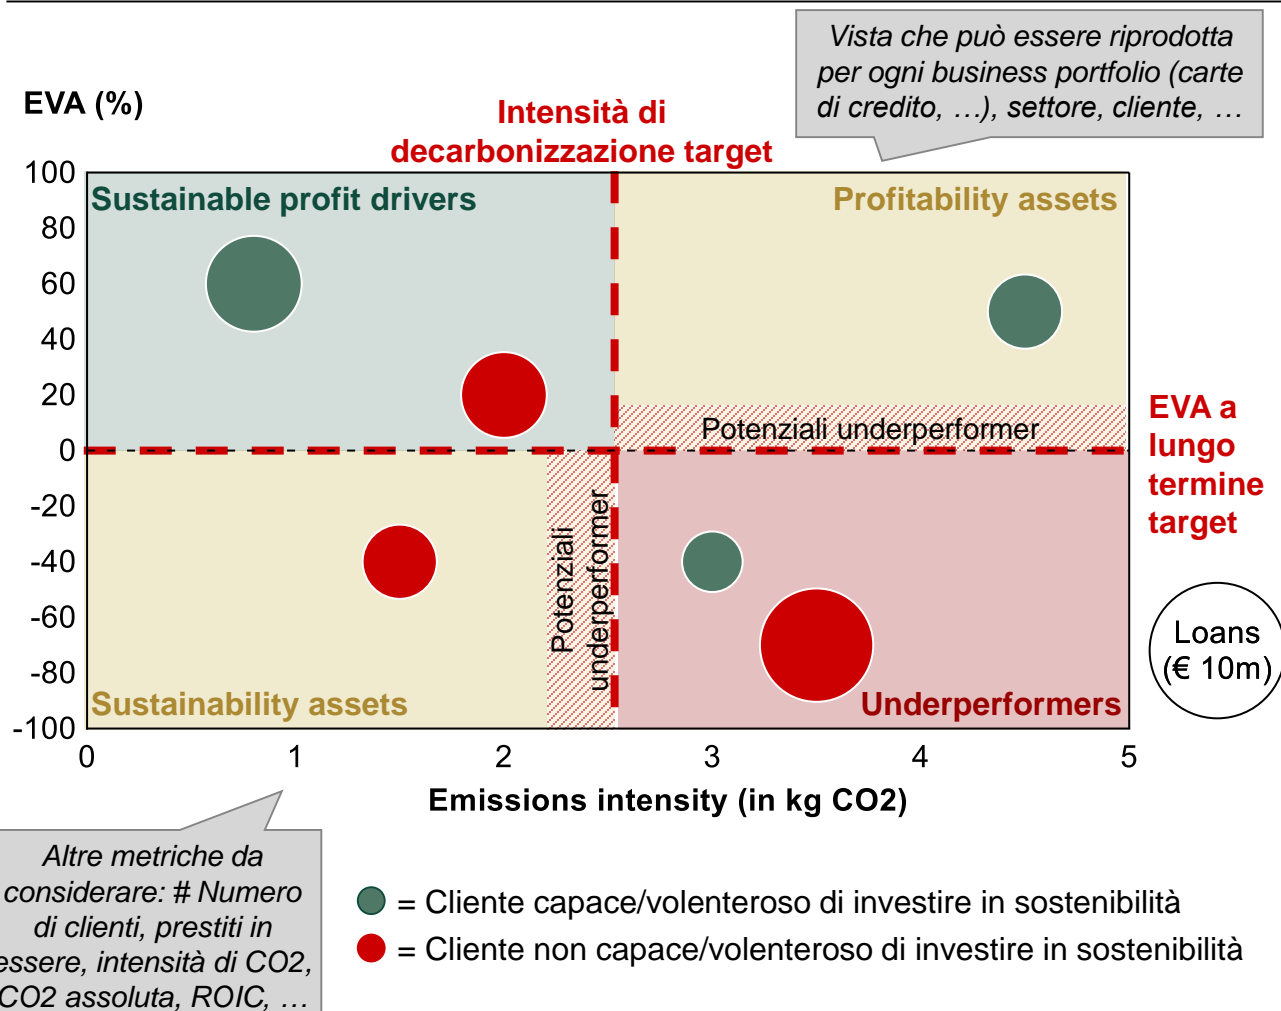 Vista che può essere riprodotta
per ogni business portfolio (carte
di credito, …), settore, cliente, …
EVA (%)
Intensità di
decarbonizzazione target
100
80
60
40
20
0
-20
-40
-60
-80
-100
Sustainable profit drivers
Profitability assets
Potenziali underperformer
EVA a
lungo
termine
target
Potenziali
underperformer
Loans
(€ 10m)
Sustainability assets
Underperformers
0
1
2
3
4
5
Emissions intensity (in kg CO2)
Altre metriche da
considerare: # Numero
di clienti, prestiti in
essere, intensità di CO2,
CO2 assoluta, ROIC, …
= Cliente capace/volenteroso di investire in sostenibilità
= Cliente non capace/volenteroso di investire in sostenibilità